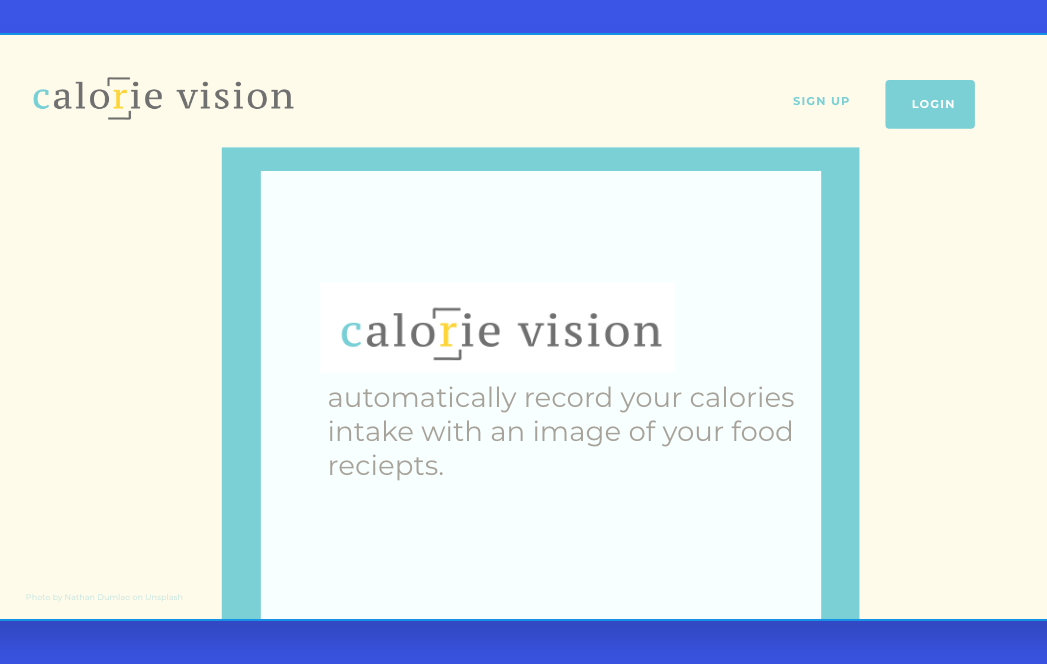 calorie vision
SIGN UP
LOGIN
calorie vision
automatically record your calories
intake with an image of your food
reciepts.
Photo by Nathan Dumlao on Unsplash